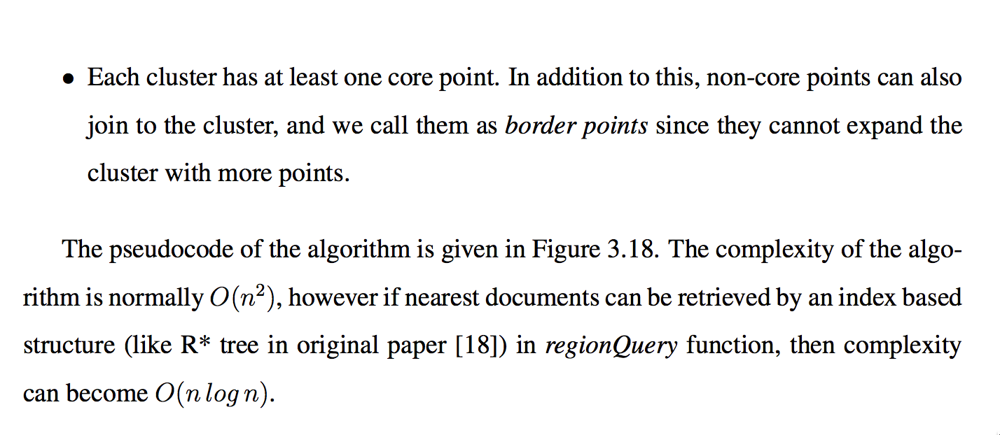 • Each cluster has at least one core point. In addition to this, non-core points can also
join to the cluster, and we call them as border points since they cannot expand the
cluster with more points.
The pseudocode of the algorithm is given in Figure 3.18. The complexity of the algo-
rithm is normally O(n²), however if nearest documents can be retrieved by an index based
structure (like R* tree in original paper [18]) in regionQuery function, then complexity
can become O(n log n).